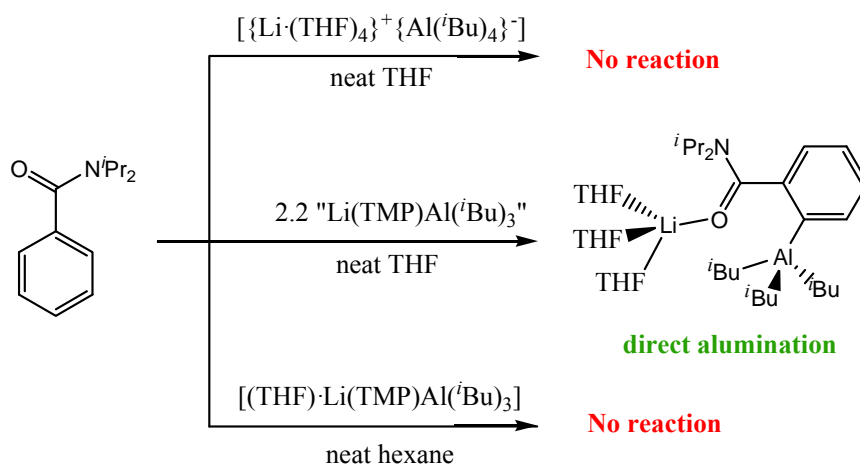 [{Li·(THF)₄}⁺{Al(ⁱBu)₄}⁻]
neat THF
No reaction
O
NⁱPr₂
2.2 "Li(TMP)Al(ⁱBu)₃"
neat THF
ⁱPr₂N
THF
THF
THF
Li
O
Al
ⁱBu
ⁱBu
ⁱBu
direct alumination
[(THF)·Li(TMP)Al(ⁱBu)₃]
neat hexane
No reaction